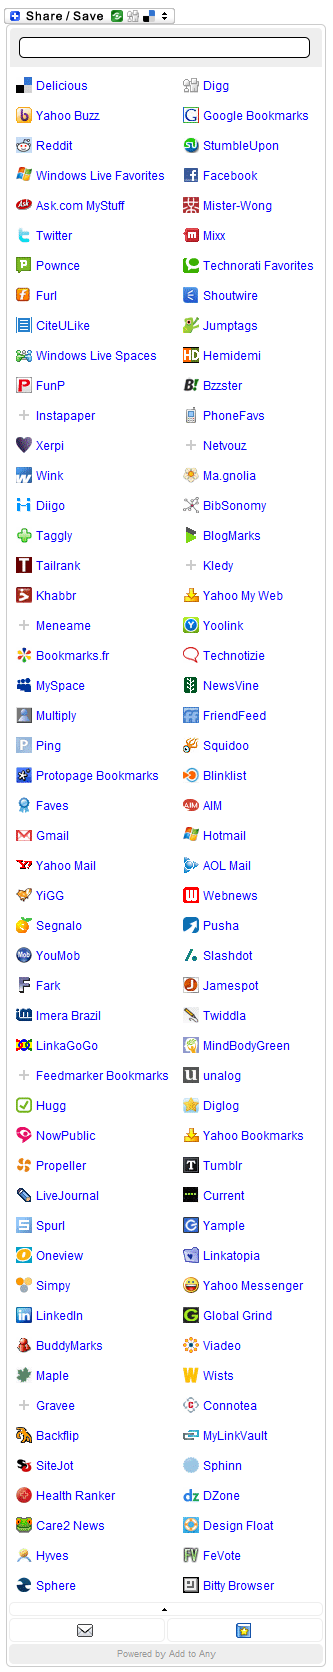 Share / Save
Delicious Digg
Yahoo Buzz Google Bookmarks
Reddit StumbleUpon
Windows Live Favorites Facebook
Ask.com MyStuff Mister-Wong
Twitter Mixx
Pownce Technorati Favorites
Furl Shoutwire
CiteULike Jumptags
Windows Live Spaces Hemidemi
FunP Bzzster
Instapaper PhoneFavs
Xerpi Netvouz
Wink Ma.gnolia
Diigo BibSonomy
Taggly BlogMarks
Tailrank Kledy
Khabbr Yahoo My Web
Meneame Yoolink
Bookmarks.fr Technotizie
MySpace NewsVine
Multiply FriendFeed
Ping Squidoo
Protopage Bookmarks Blinklist
Faves AIM
Gmail Hotmail
Yahoo Mail AOL Mail
YiGG Webnews
Segnalo Pusha
YouMob Slashdot
Fark Jamespot
Imera Brazil Twiddla
LinkaGoGo MindBodyGreen
Feedmarker Bookmarks unalog
Hugg Diglog
NowPublic Yahoo Bookmarks
Propeller Tumblr
LiveJournal Current
Spurl Yample
Oneview Linkatopia
Simpy Yahoo Messenger
LinkedIn Global Grind
BuddyMarks Viadeo
Maple Wists
Gravee Connotea
Backflip MyLinkVault
SiteJot Sphinn
Health Ranker DZone
Care2 News Design Float
Hyves FeVote
Sphere Bitty Browser
Powered by Add to Any